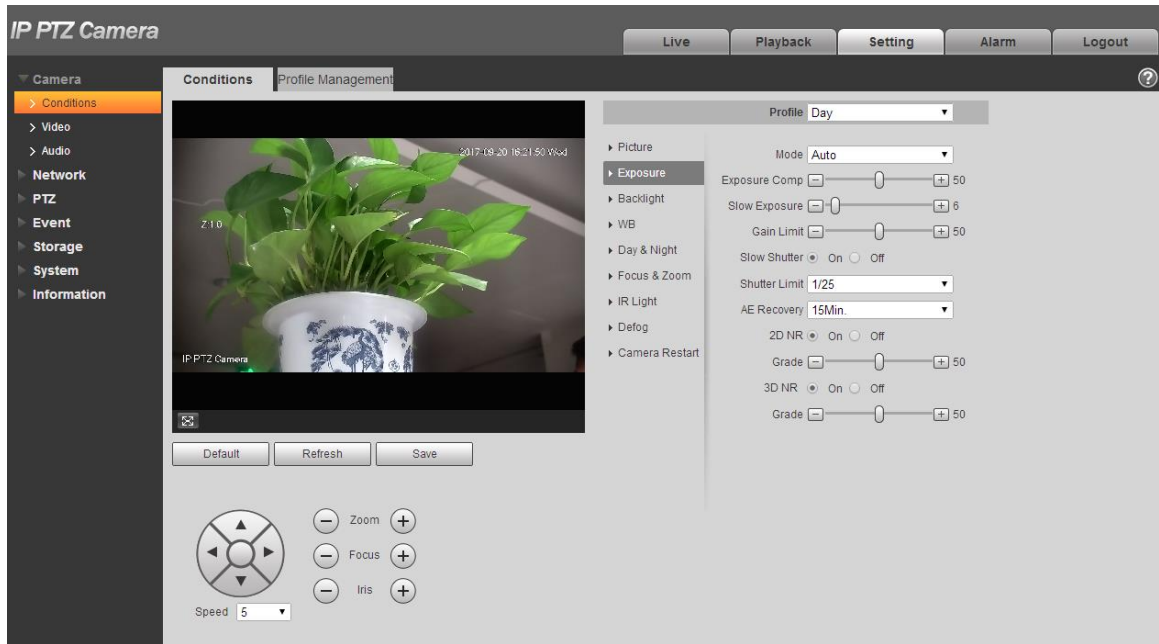 IP PTZ Camera
Live Playback Setting Alarm Logout
Camera
Conditions
Video
Audio
Network
PTZ
Event
Storage
System
Information
Conditions Profile Management
2017-09-20 16:21:50 Wed
Z:1.0
IP PTZ Camera
Default Refresh Save
Zoom
Focus
Iris
Speed 5
Profile Day
Picture
Exposure
Backlight
WB
Day & Night
Focus & Zoom
IR Light
Defog
Camera Restart
Mode Auto
Exposure Comp 50
Slow Exposure 6
Gain Limit 50
Slow Shutter On Off
Shutter Limit 1/25
AE Recovery 15Min.
2D NR On Off
Grade 50
3D NR On Off
Grade 50